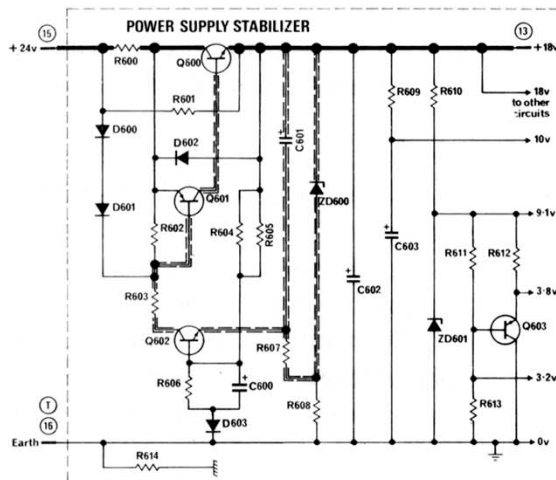 POWER SUPPLY STABILIZER
15
13
+ 24v
+18v
R600
Q600
18v
to other
circuits
R601
R609
R610
10v
D600
D602
C601
D601
Q601
ZD600
9·1v
R602
R604
R605
C603
R611
R612
C602
R603
3·8v
Q602
R607
ZD601
Q603
R606
C600
3·2v
R608
R613
T
D603
16
Earth
0v
R614